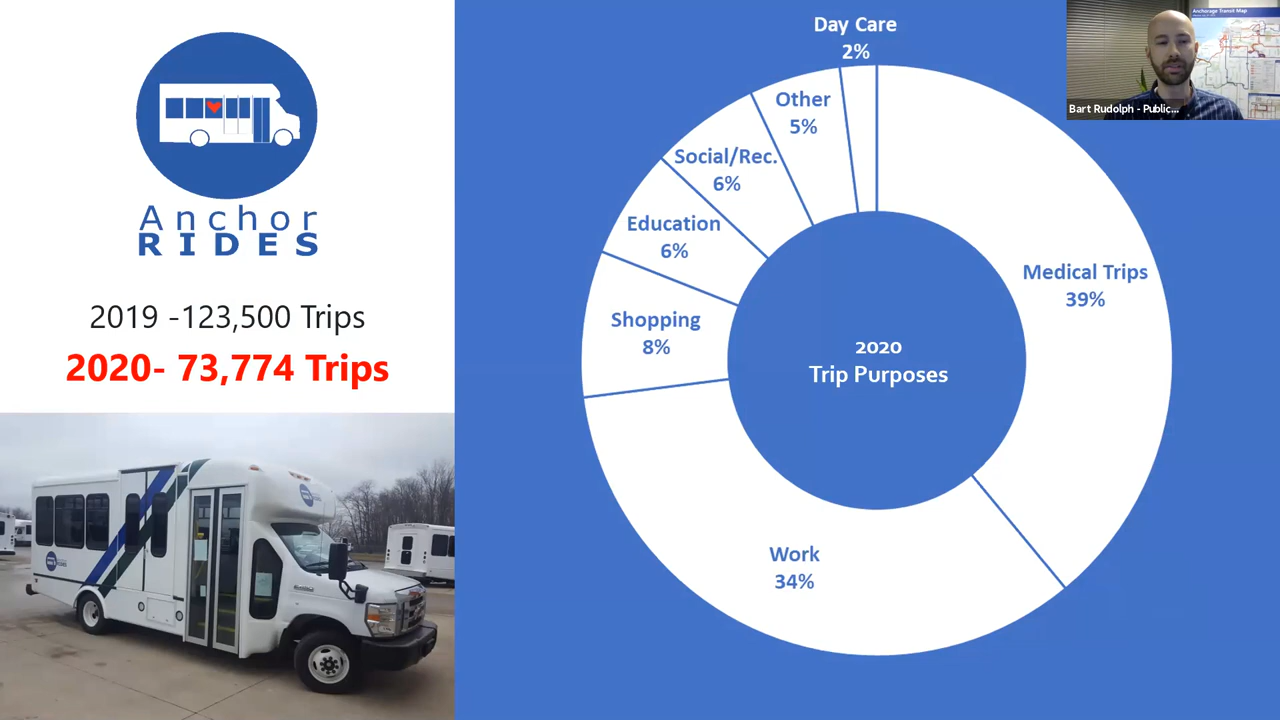 Anchor
RIDES
2019 -123,500 Trips
2020- 73,774 Trips
Day Care
2%
Other
5%
Social/Rec.
6%
Education
6%
Shopping
8%
Work
34%
Medical Trips
39%
2020
Trip Purposes
Anchorage Transit Map
Bart Rudolph - Public...